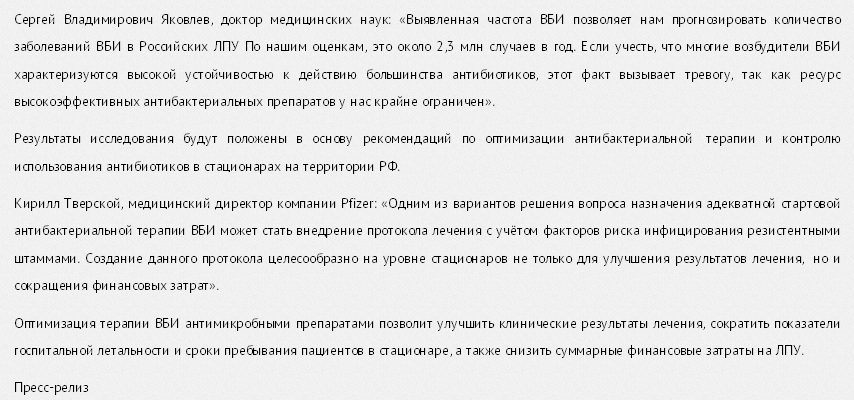 Сергей Владимирович Яковлев, доктор медицинских наук: «Выявленная частота ВБИ позволяет нам прогнозировать количество
заболеваний ВБИ в Российских ЛПУ По нашим оценкам, это около 2,3 млн случаев в год. Если учесть, что многие возбудители ВБИ
характеризуются высокой устойчивостью к действию большинства антибиотиков, этот факт вызывает тревогу, так как ресурс
высокоэффективных антибактериальных препаратов у нас крайне ограничен».
Результаты исследования будут положены в основу рекомендаций по оптимизации антибактериальной терапии и контролю
использования антибиотиков в стационарах на территории РФ.
Кирилл Тверской, медицинский директор компании Pfizer: «Одним из вариантов решения вопроса назначения адекватной стартовой
антибактериальной терапии ВБИ может стать внедрение протокола лечения с учётом факторов риска инфицирования резистентными
штаммами. Создание данного протокола целесообразно на уровне стационаров не только для улучшения результатов лечения, но и
сокращения финансовых затрат».
Оптимизация терапии ВБИ антимикробными препаратами позволит улучшить клинические результаты лечения, сократить показатели
госпитальной летальности и сроки пребывания пациентов в стационаре, а также снизить суммарные финансовые затраты на ЛПУ.
Пресс-релиз